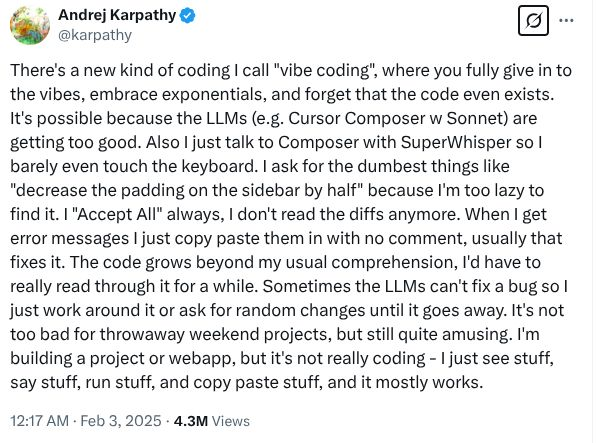 Andrej Karpathy
@karpathy
There's a new kind of coding I call "vibe coding", where you fully give in to
the vibes, embrace exponentials, and forget that the code even exists.
It's possible because the LLMs (e.g. Cursor Composer w Sonnet) are
getting too good. Also I just talk to Composer with SuperWhisper so I
barely even touch the keyboard. I ask for the dumbest things like
"decrease the padding on the sidebar by half" because I'm too lazy to
find it. I "Accept All" always, I don't read the diffs anymore. When I get
error messages I just copy paste them in with no comment, usually that
fixes it. The code grows beyond my usual comprehension, I'd have to
really read through it for a while. Sometimes the LLMs can't fix a bug so I
just work around it or ask for random changes until it goes away. It's not
too bad for throwaway weekend projects, but still quite amusing. I'm
building a project or webapp, but it's not really coding - I just see stuff,
say stuff, run stuff, and copy paste stuff, and it mostly works.
12:17 AM · Feb 3, 2025 · 4.3M Views